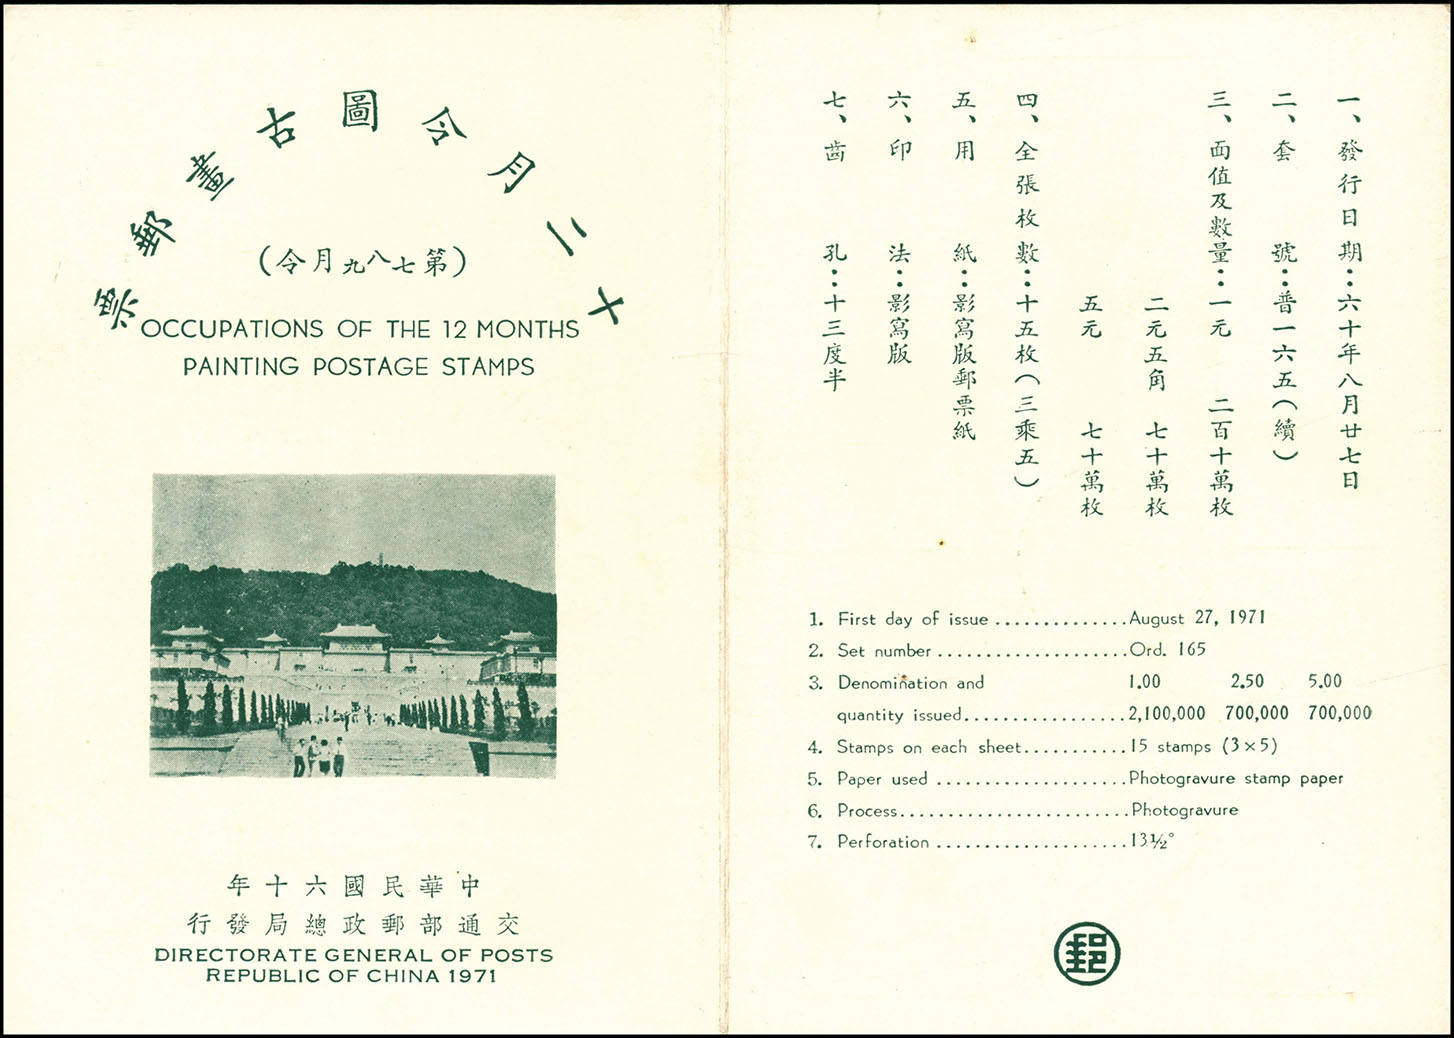 十二月令圖古畫郵票
(第七八九月令)
OCCUPATIONS OF THE 12 MONTHS
PAINTING POSTAGE STAMPS
中華民國六十年
交通部郵政總局發行
DIRECTORATE GENERAL OF POSTS
REPUBLIC OF CHINA 1971
一、發行日期：六十年八月廿七日
二、套號：普一六五(續)
三、面值及數量：一元 二百十萬枚
二元五角 七十萬枚
五元 七十萬枚
四、全張枚數：十五枚(三乘五)
五、用紙：影寫版郵票紙
六、印法：影寫版
七、齒孔：十三度半
1. First day of issue ..............August 27, 1971
2. Set number ....................Ord. 165
3. Denomination and 1.00 2.50 5.00
quantity issued.................2,100,000 700,000 700,000
4. Stamps on each sheet...........15 stamps (3×5)
5. Paper used ....................Photogravure stamp paper
6. Process........................Photogravure
7. Perforation ....................13½°
郵